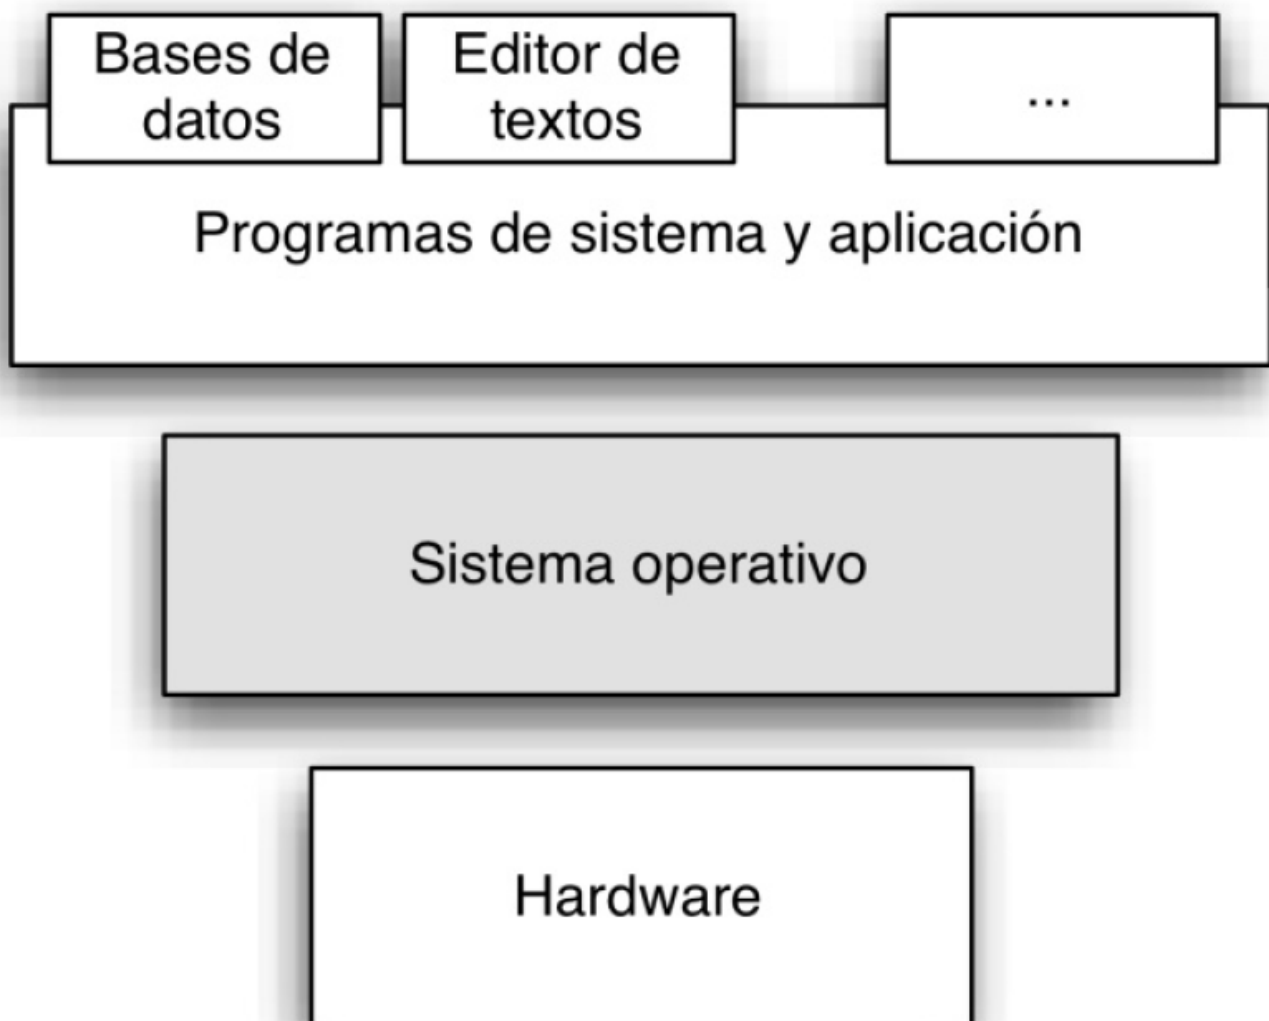 Bases de
datos
Editor de
textos
...
Programas de sistema y aplicación
Sistema operativo
Hardware